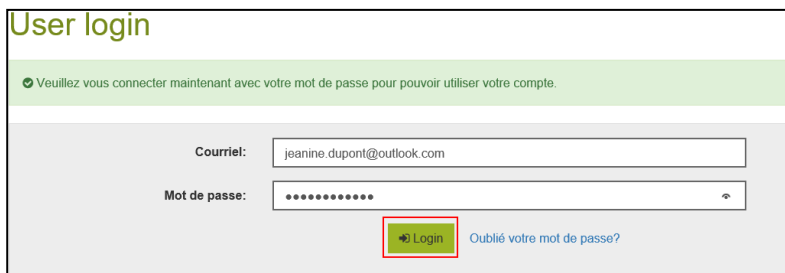 User login
Veuillez vous connecter maintenant avec votre mot de passe pour pouvoir utiliser votre compte.
Courriel: jeanine.dupont@outlook.com
Mot de passe: ●●●●●●●●●●●●
Login Oublié votre mot de passe?